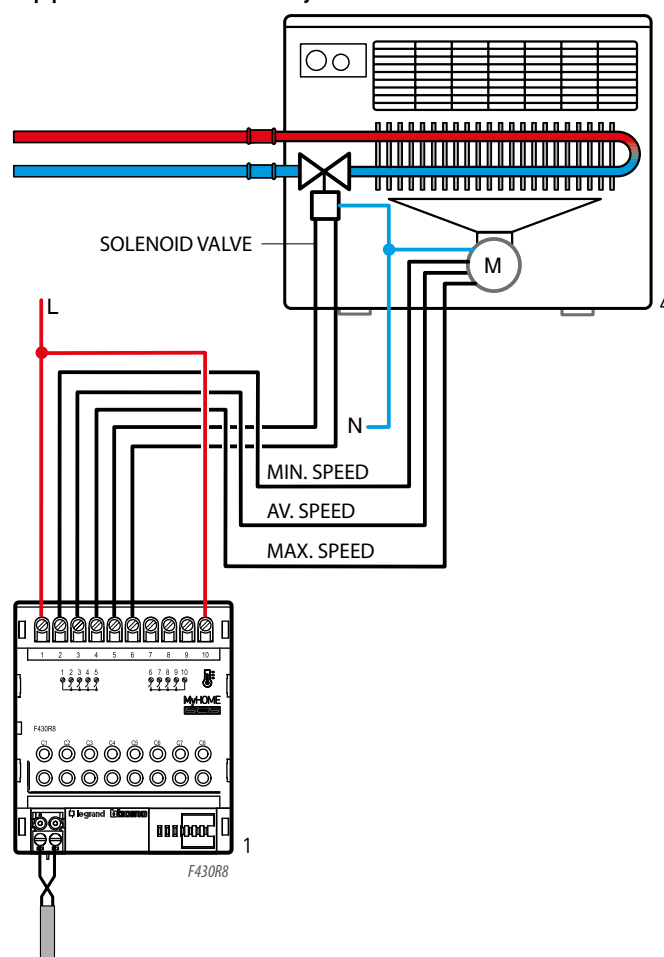 M
SOLENOID VALVE
4
L
N
MIN. SPEED
AV. SPEED
MAX. SPEED
1 2 3 4 5 6 7 8 9 10
1 2 3 4 5 6 7 8 9 10
MyHOME
F430R8
C1 C2 C3 C4 C5 C6 C7 C8
legrand bticino
1
F430R8